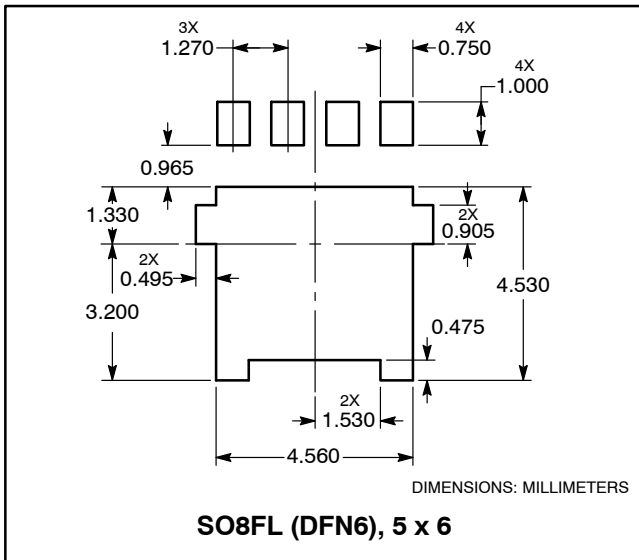 3X
1.270
4X
0.750
4X
1.000
0.965
1.330
2X
0.905
2X
0.495
4.530
3.200
0.475
2X
1.530
4.560
DIMENSIONS: MILLIMETERS
SO8FL (DFN6), 5 x 6